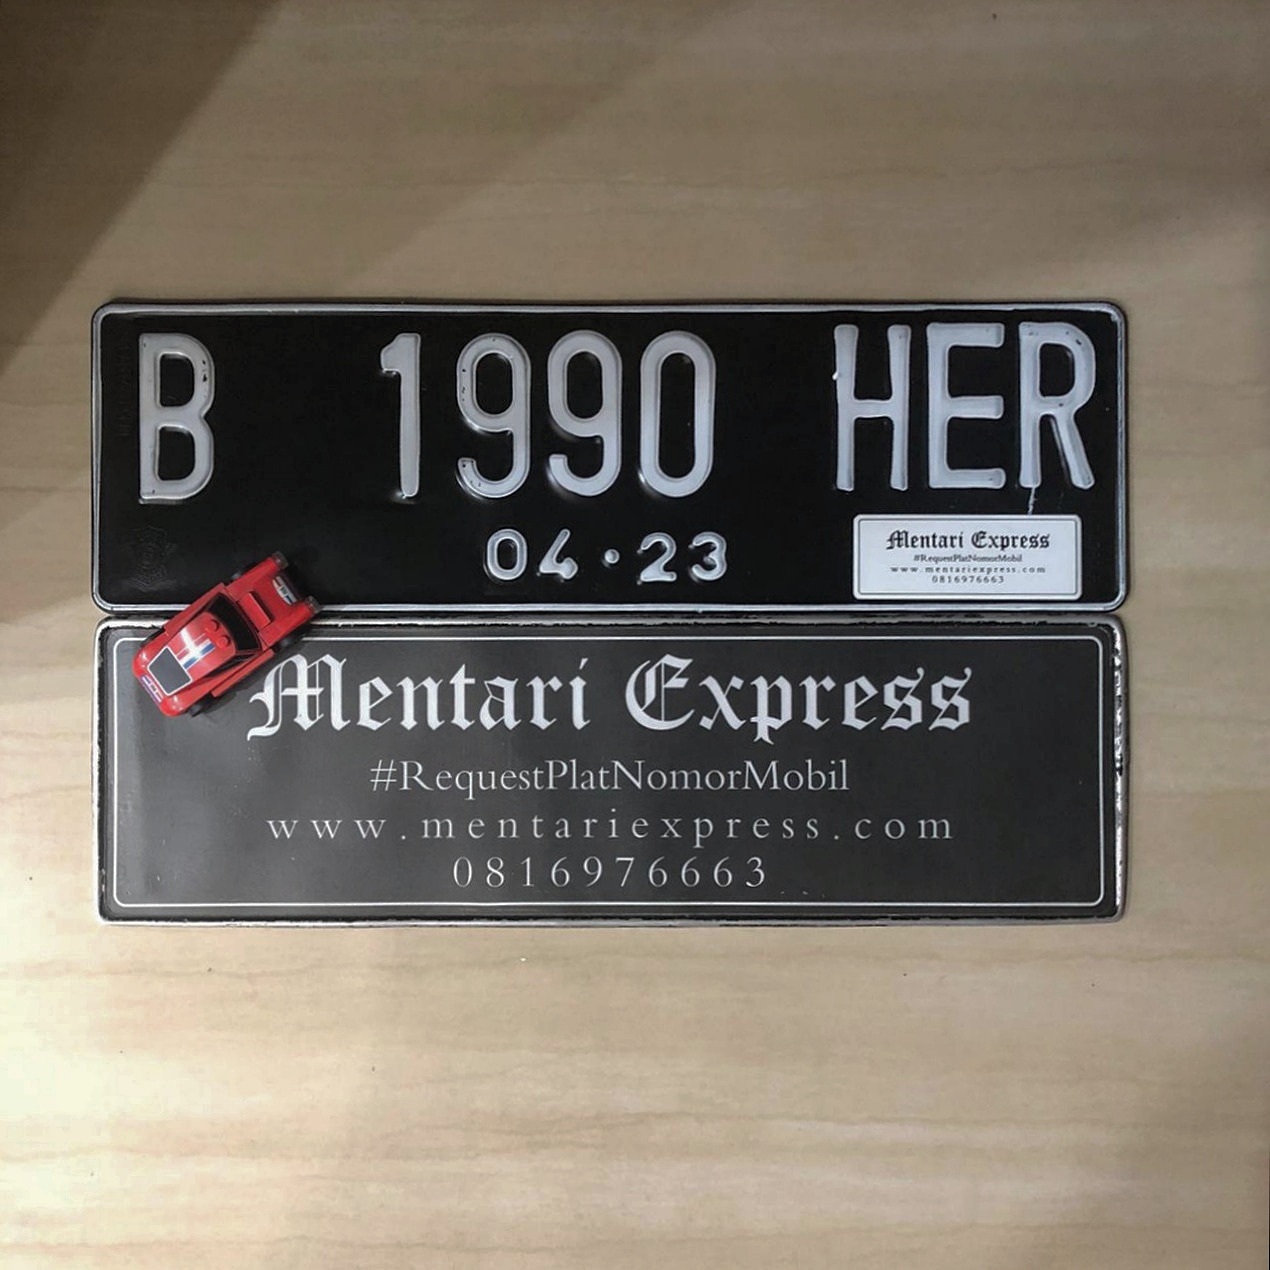 B 1990 HER
04·23
Mentari Express
#RequestPlatNomorMobil
www.mentariexpress.com
0816976663
Mentari Express
#RequestPlatNomorMobil
www.mentariexpress.com
0816976663